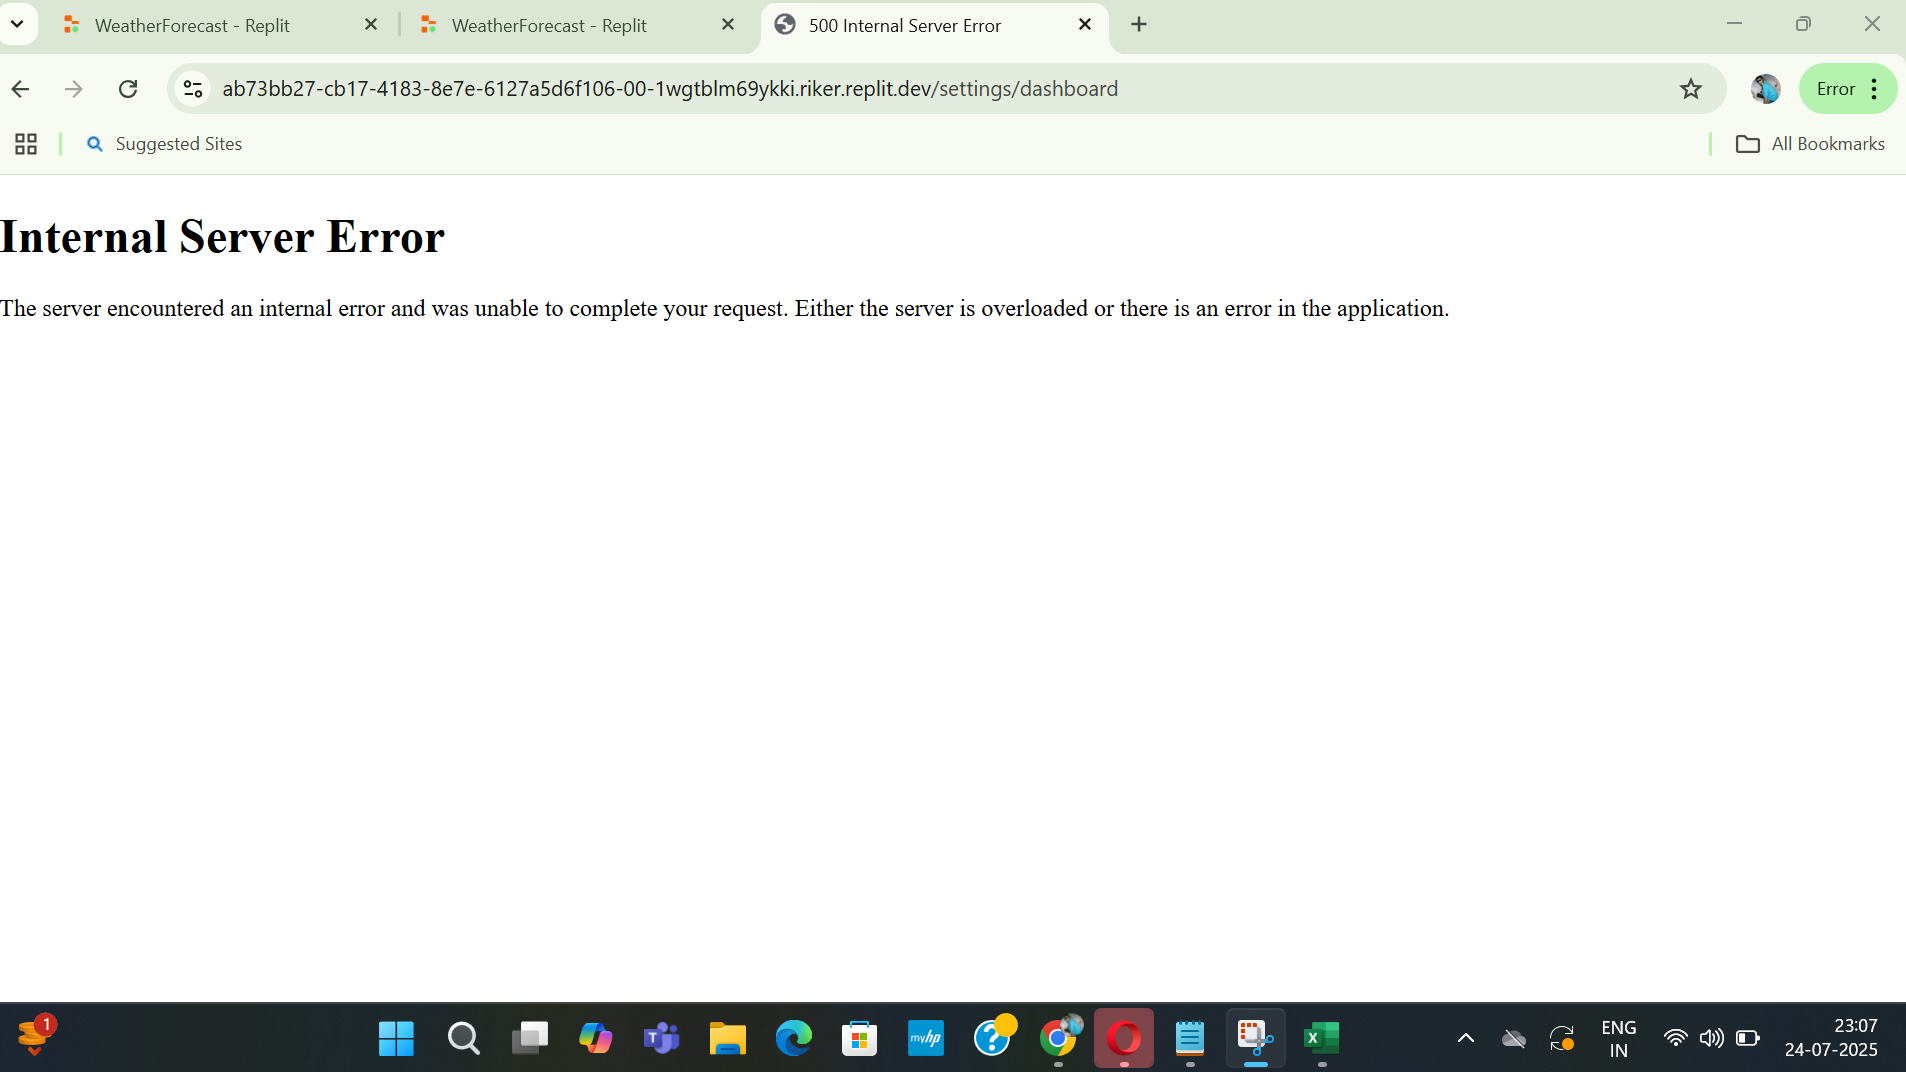 WeatherForecast - Replit
WeatherForecast - Replit
500 Internal Server Error
ab73bb27-cb17-4183-8e7e-6127a5d6f106-00-1wgtblm69ykki.riker.replit.dev/settings/dashboard
Error
Suggested Sites
All Bookmarks
Internal Server Error
The server encountered an internal error and was unable to complete your request. Either the server is overloaded or there is an error in the application.
1
T
myhp
?
X
ENG
IN
23:07
24-07-2025